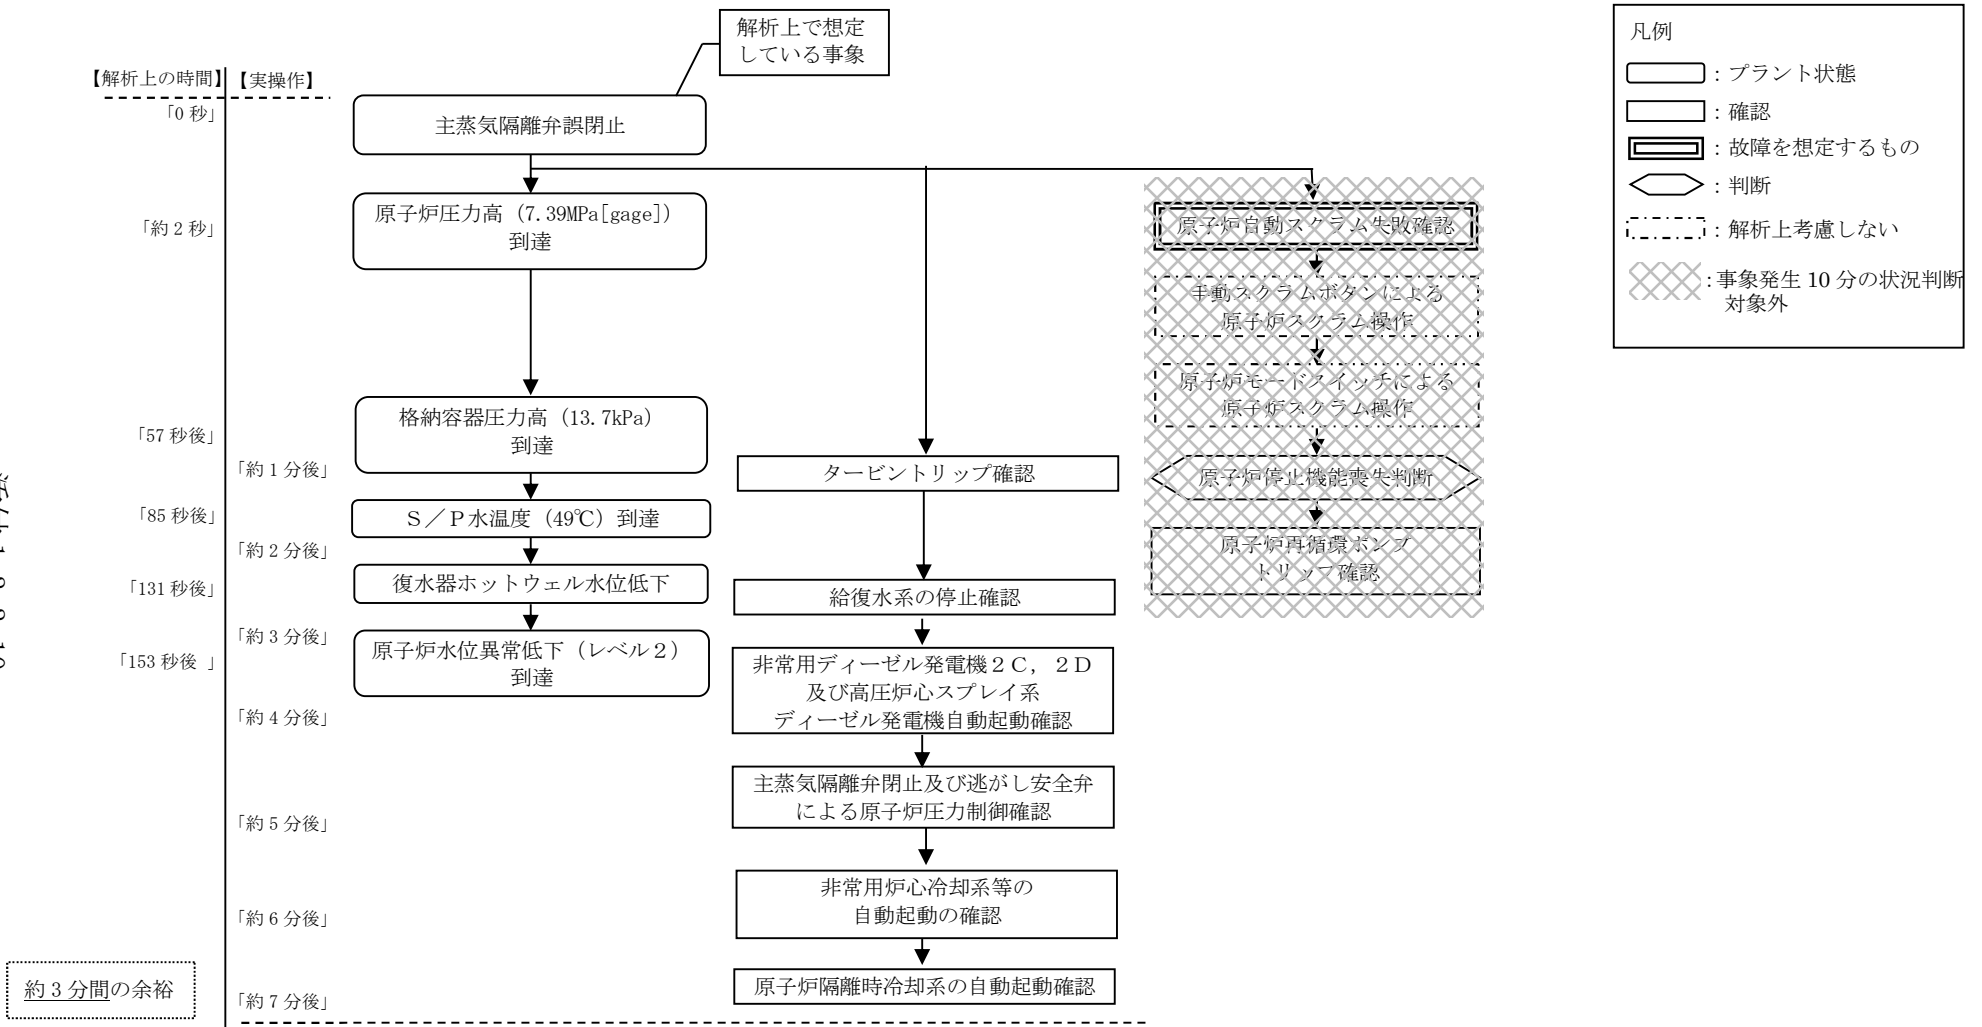 解析上で想定
している事象
【解析上の時間】
【実操作】
「0 秒」
主蒸気隔離弁誤閉止
「約 2 秒」
原子炉圧力高（7.39MPa[gage]）
到達
「57 秒後」
格納容器圧力高（13.7kPa）
到達
「約 1 分後」
「85 秒後」
Ｓ／Ｐ水温度（49℃）到達
「約 2 分後」
「131 秒後」
復水器ホットウェル水位低下
「約 3 分後」
「153 秒後 」
原子炉水位異常低下（レベル２）
到達
「約 4 分後」
「約 5 分後」
「約 6 分後」
「約 7 分後」
約 3 分間の余裕
タービントリップ確認
給復水系の停止確認
非常用ディーゼル発電機２Ｃ，２Ｄ
及び高圧炉心スプレイ系
ディーゼル発電機自動起動確認
主蒸気隔離弁閉止及び逃がし安全弁
による原子炉圧力制御確認
非常用炉心冷却系等の
自動起動の確認
原子炉隔離時冷却系の自動起動確認
原子炉自動スクラム失敗確認
手動スクラムボタンによる
原子炉スクラム操作
原子炉モードスイッチによる
原子炉スクラム操作
原子炉停止機能喪失判断
原子炉再循環ポンプ
トリップ確認
凡例
：プラント状態
：確認
：故障を想定するもの
：判断
：解析上考慮しない
：事象発生 10 分の状況判断
対象外